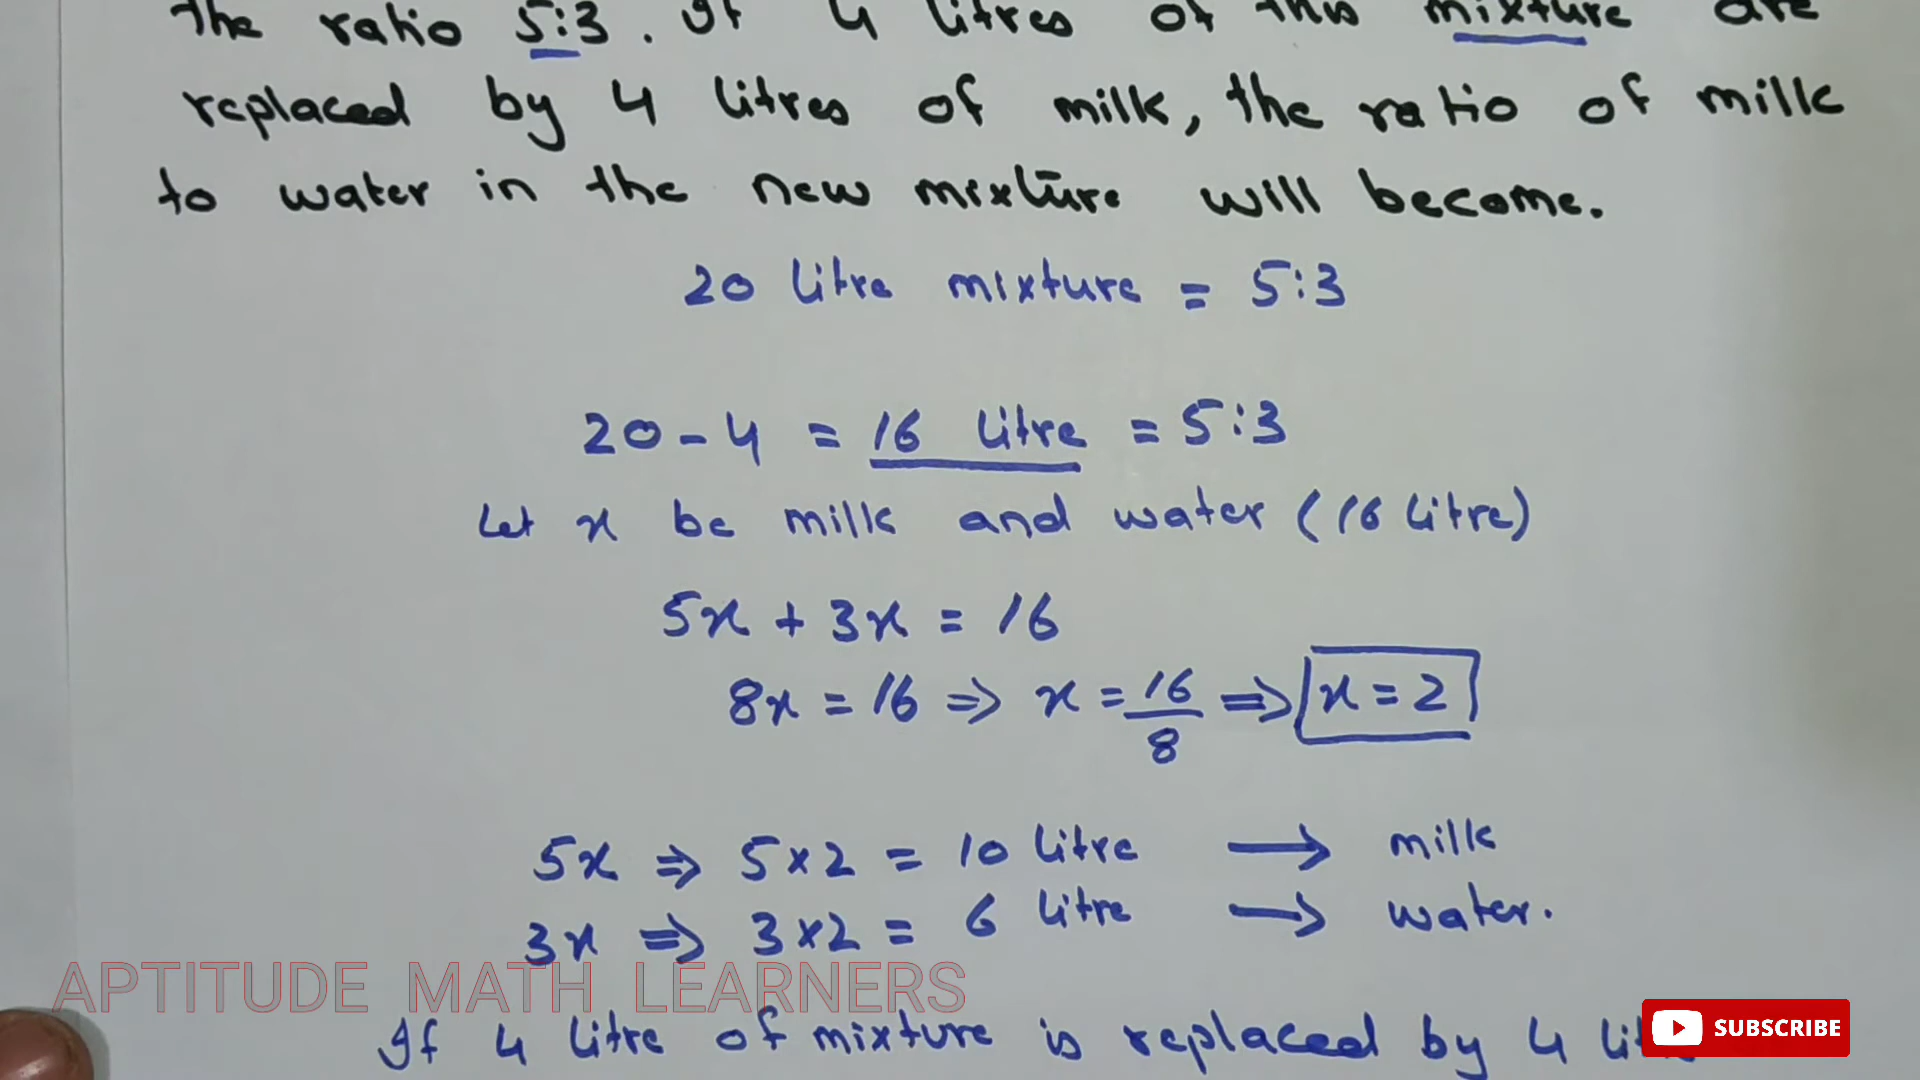 the ratio 5:3. If 4 litres of this mixture are
replaced by 4 litres of milk, the ratio of milk
to water in the new mixture will become.
20 litre mixture = 5:3
20 - 4 = 16 litre = 5:3
Let x be milk and water (16 litre)
5x + 3x = 16
8x = 16 ⇒ x = 16/8 ⇒ x = 2
5x ⇒ 5×2 = 10 litre → milk
3x ⇒ 3×2 = 6 litre → water.
APTITUDE MATH LEARNERS
If 4 litre of mixture is replaced by 4
SUBSCRIBE